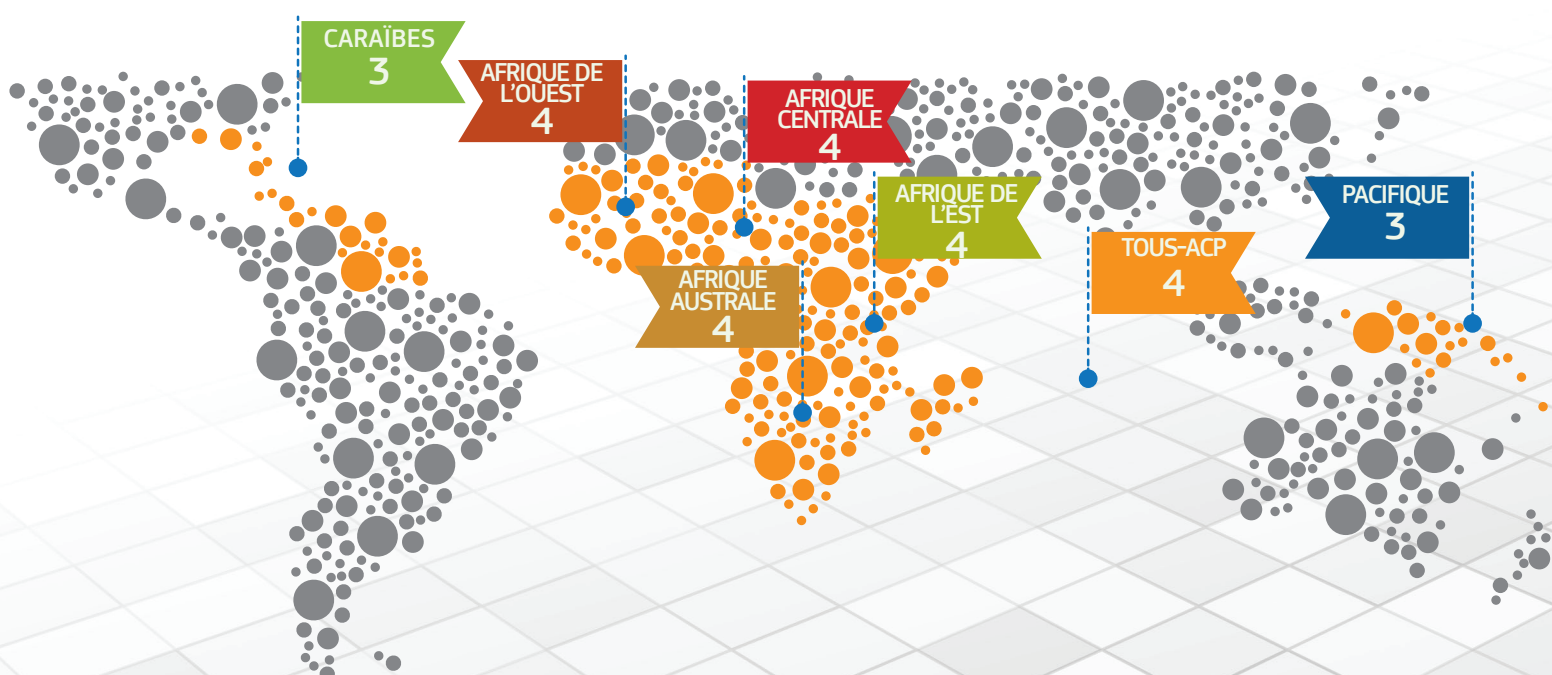 CARAÏBES
3
AFRIQUE DE
L'OUEST
4
AFRIQUE
CENTRALE
4
AFRIQUE DE
L'EST
4
PACIFIQUE
3
TOUS-ACP
4
AFRIQUE
AUSTRALE
4